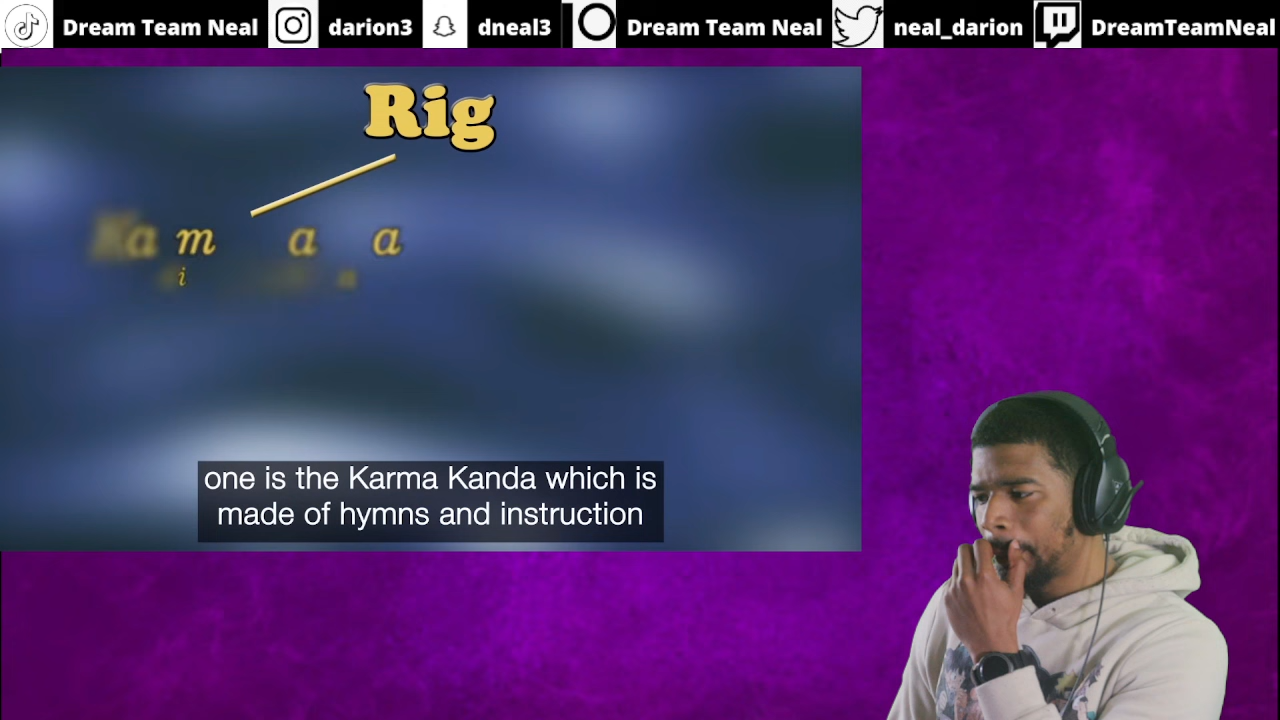 Dream Team Neal darion3 dneal3 Dream Team Neal neal_darion DreamTeamNeal
Rig
one is the Karma Kanda which is
made of hymns and instruction